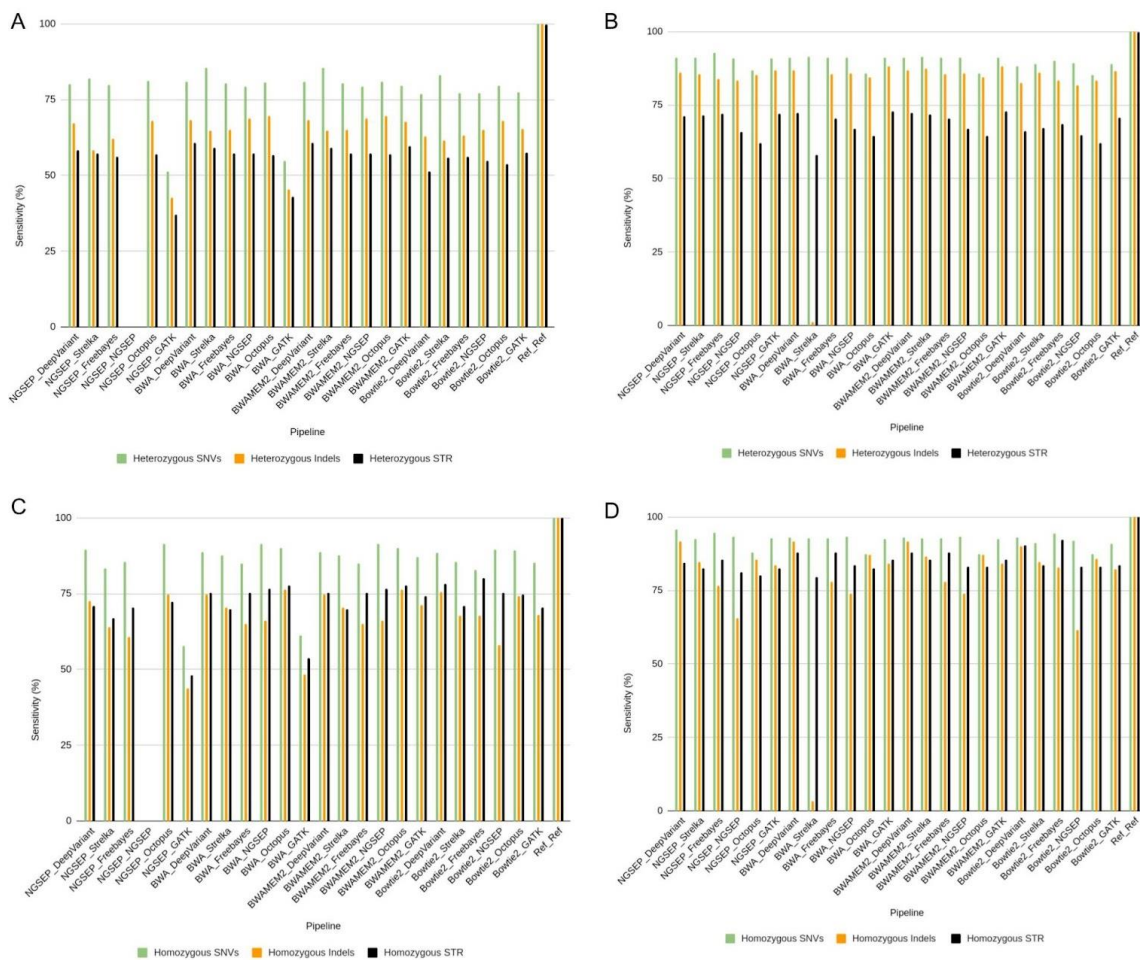 A
100
75
50
25
0
Sensitivity (%)
NGSEP_DeepVariant
NGSEP_Strelka
NGSEP_Freebayes
NGSEP_NGSEP
NGSEP_Octopus
NGSEP_GATK
BWA_DeepVariant
BWA_Strelka
BWA_Freebayes
BWA_NGSEP
BWA_Octopus
BWA_GATK
BWAMEM2_DeepVariant
BWAMEM2_Strelka
BWAMEM2_Freebayes
BWAMEM2_NGSEP
BWAMEM2_Octopus
BWAMEM2_GATK
Bowtie2_DeepVariant
Bowtie2_Strelka
Bowtie2_Freebayes
Bowtie2_NGSEP
Bowtie2_Octopus
Bowtie2_GATK
Ref_Ref
Pipeline
Heterozygous SNVs Heterozygous Indels Heterozygous STR
B
100
75
50
25
0
Sensitivity (%)
NGSEP_DeepVariant
NGSEP_Strelka
NGSEP_Freebayes
NGSEP_NGSEP
NGSEP_Octopus
NGSEP_GATK
BWA_DeepVariant
BWA_Strelka
BWA_Freebayes
BWA_NGSEP
BWA_Octopus
BWA_GATK
BWAMEM2_DeepVariant
BWAMEM2_Strelka
BWAMEM2_Freebayes
BWAMEM2_NGSEP
BWAMEM2_Octopus
BWAMEM2_GATK
Bowtie2_DeepVariant
Bowtie2_Strelka
Bowtie2_Freebayes
Bowtie2_NGSEP
Bowtie2_Octopus
Bowtie2_GATK
Ref_Ref
Pipeline
Heterozygous SNVs Heterozygous Indels Heterozygous STR
C
100
75
50
25
0
Sensitivity (%)
NGSEP_DeepVariant
NGSEP_Strelka
NGSEP_Freebayes
NGSEP_NGSEP
NGSEP_Octopus
NGSEP_GATK
BWA_DeepVariant
BWA_Strelka
BWA_Freebayes
BWA_NGSEP
BWA_Octopus
BWA_GATK
BWAMEM2_DeepVariant
BWAMEM2_Strelka
BWAMEM2_Freebayes
BWAMEM2_NGSEP
BWAMEM2_Octopus
BWAMEM2_GATK
Bowtie2_DeepVariant
Bowtie2_Strelka
Bowtie2_Freebayes
Bowtie2_NGSEP
Bowtie2_Octopus
Bowtie2_GATK
Ref_Ref
Pipeline
Homozygous SNVs Homozygous Indels Homozygous STR
D
100
75
50
25
0
Sensitivity (%)
NGSEP_DeepVariant
NGSEP_Strelka
NGSEP_Freebayes
NGSEP_NGSEP
NGSEP_Octopus
NGSEP_GATK
BWA_DeepVariant
BWA_Strelka
BWA_Freebayes
BWA_NGSEP
BWA_Octopus
BWA_GATK
BWAMEM2_DeepVariant
BWAMEM2_Strelka
BWAMEM2_Freebayes
BWAMEM2_NGSEP
BWAMEM2_Octopus
BWAMEM2_GATK
Bowtie2_DeepVariant
Bowtie2_Strelka
Bowtie2_Freebayes
Bowtie2_NGSEP
Bowtie2_Octopus
Bowtie2_GATK
Ref_Ref
Pipeline
Homozygous SNVs Homozygous Indels Homozygous STR